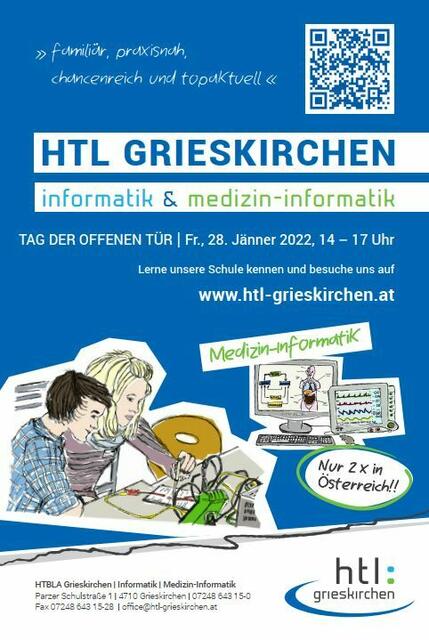 » familiär, praxisnah,
chancenreich und topaktuell «
HTL GRIESKIRCHEN
informatik & medizin-informatik
TAG DER OFFENEN TÜR | Fr., 28. Jänner 2022, 14 – 17 Uhr
Lerne unsere Schule kennen und besuche uns auf
www.htl-grieskirchen.at
Medizin-Informatik
Nur 2 x in
Österreich!!
HTBLA Grieskirchen | Informatik | Medizin-Informatik
Parzer Schulstraße 1 | 4710 Grieskirchen | 07248 643 15-0
Fax 07248 643 15-28 | office@htl-grieskirchen.at
htl:
grieskirchen